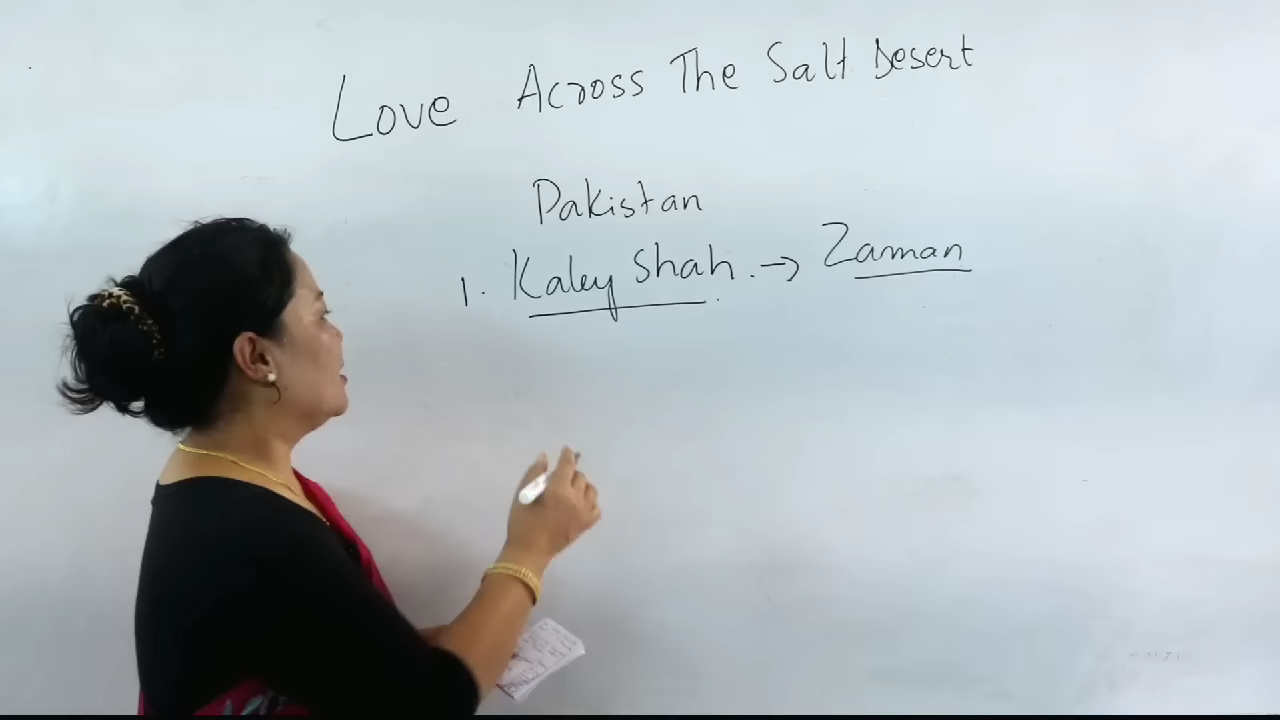 Love Across The Salt Desert
Pakistan
1. Kaley Shah. → Zaman